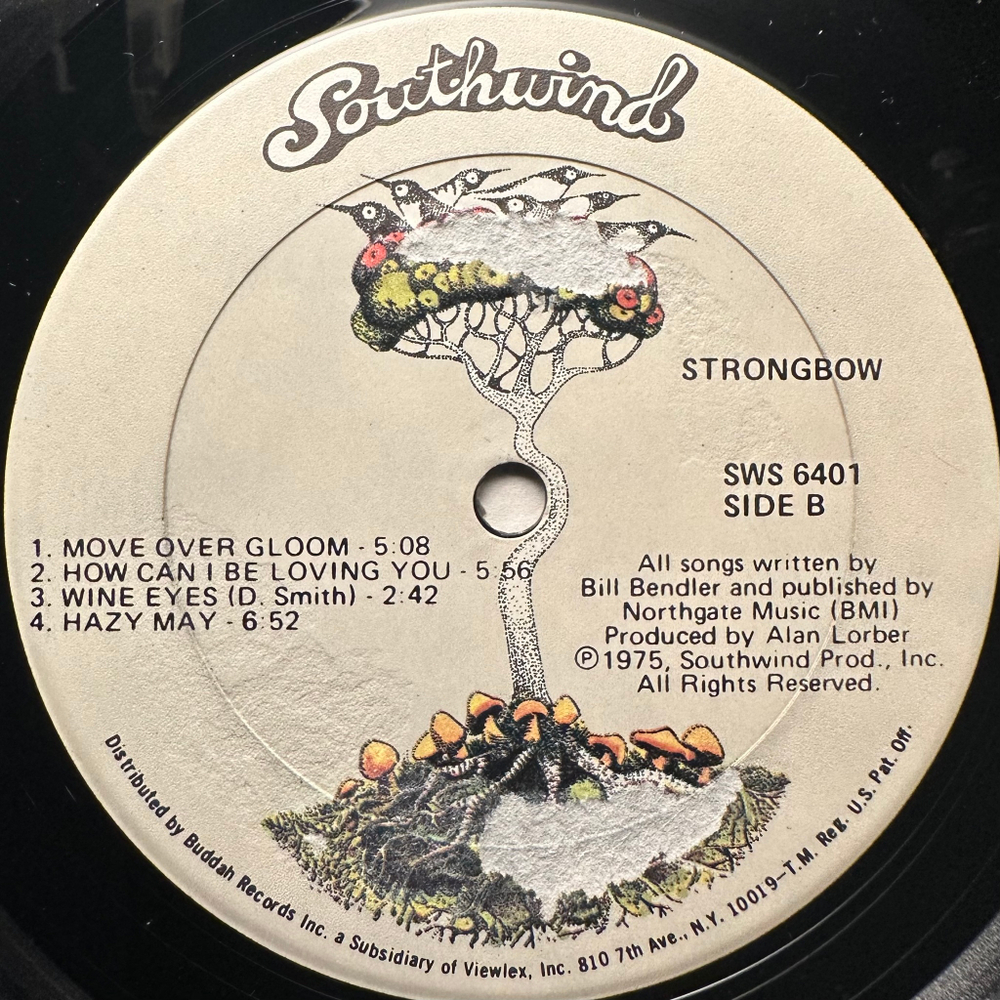 Southwind
STRONGBOW
SWS 6401
SIDE B
1. MOVE OVER GLOOM - 5:08
2. HOW CAN I BE LOVING YOU - 5:56
3. WINE EYES (D. Smith) - 2:42
4. HAZY MAY - 6:52
All songs written by
Bill Bendler and published by
Northgate Music (BMI)
Produced by Alan Lorber
Ⓟ1975, Southwind Prod., Inc.
All Rights Reserved.
Distributed by Buddah Records Inc. a Subsidiary of Viewlex, Inc. 810 7th Ave., N.Y. 10019–T.M. Reg. U.S. Pat. Off.